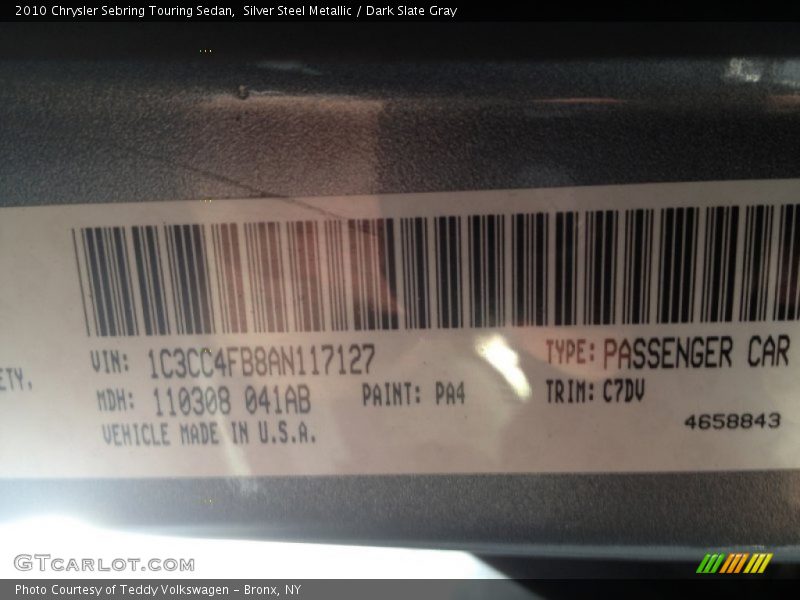 2010 Chrysler Sebring Touring Sedan,  Silver Steel Metallic / Dark Slate Gray
ETY.
VIN: 1C3CC4FB8AN117127 TYPE: PASSENGER CAR
MDH: 110308 041AB PAINT: PA4 TRIM: C7DV
VEHICLE MADE IN U.S.A.
4658843
GTCARLOT.COM
Photo Courtesy of Teddy Volkswagen - Bronx, NY